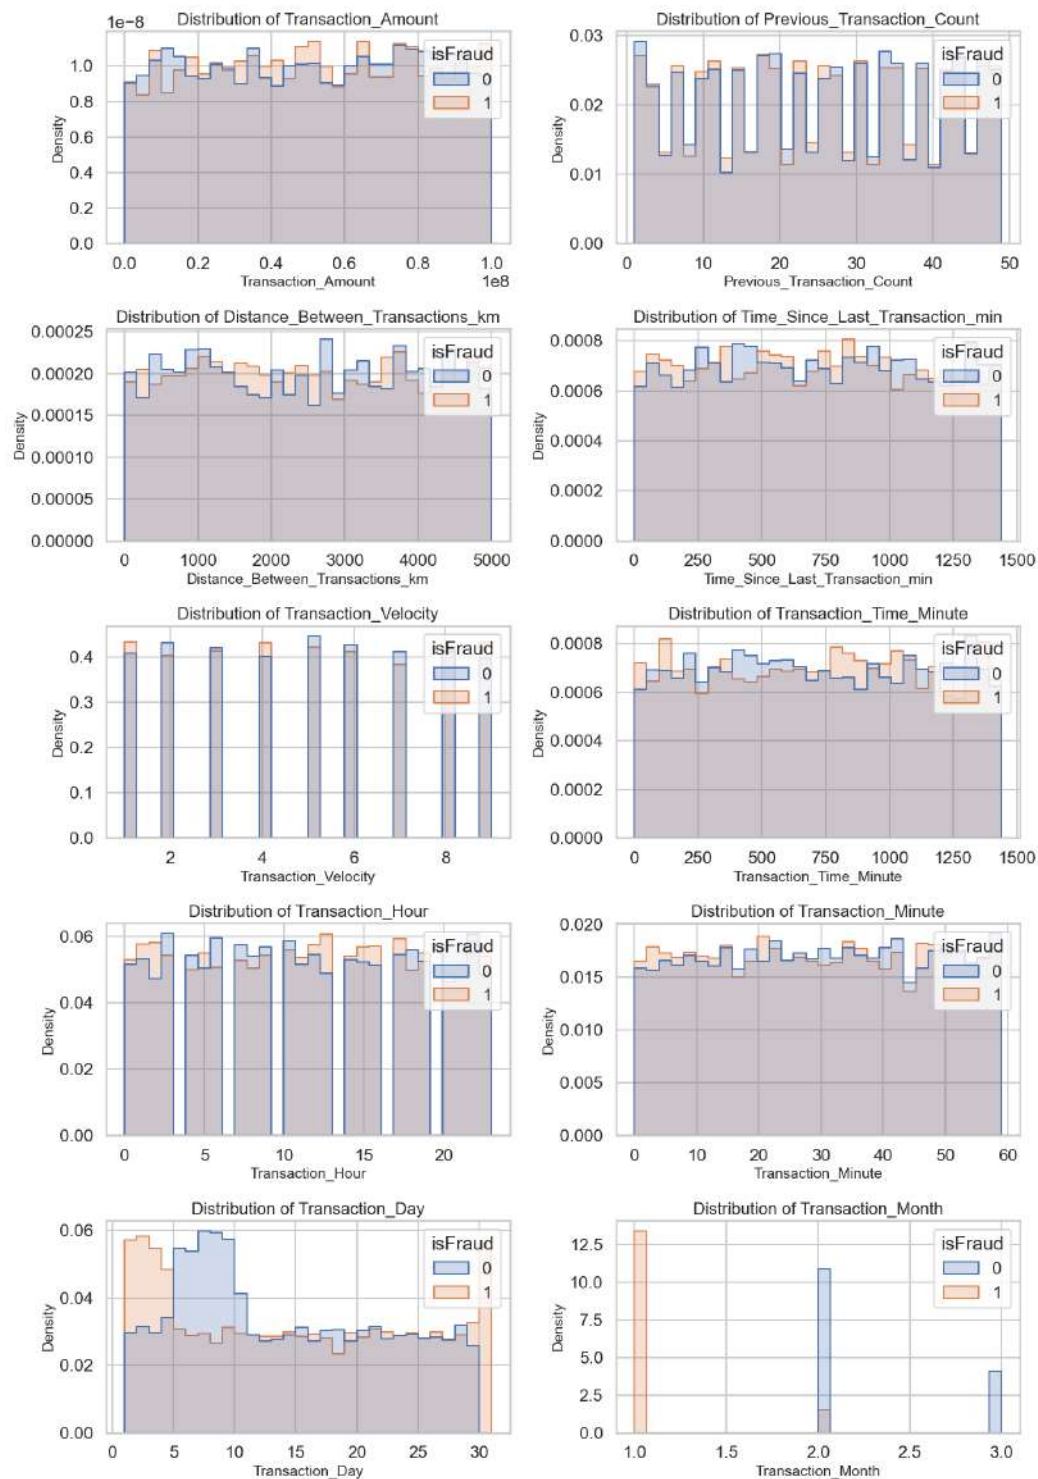 Distribution of Transaction_Amount
1e−8
isFraud
0
1
1.0
0.8
0.6
0.4
0.2
0.0
Density
0.0 0.2 0.4 0.6 0.8 1.0
Transaction_Amount
1e8
Distribution of Previous_Transaction_Count
isFraud
0
1
0.03
0.02
0.01
0.00
Density
0 10 20 30 40 50
Previous_Transaction_Count
Distribution of Distance_Between_Transactions_km
isFraud
0
1
0.00025
0.00020
0.00015
0.00010
0.00005
0.00000
Density
0 1000 2000 3000 4000 5000
Distance_Between_Transactions_km
Distribution of Time_Since_Last_Transaction_min
isFraud
0
1
0.0008
0.0006
0.0004
0.0002
0.0000
Density
0 250 500 750 1000 1250 1500
Time_Since_Last_Transaction_min
Distribution of Transaction_Velocity
isFraud
0
1
0.4
0.3
0.2
0.1
0.0
Density
2 4 6 8
Transaction_Velocity
Distribution of Transaction_Time_Minute
isFraud
0
1
0.0008
0.0006
0.0004
0.0002
0.0000
Density
0 250 500 750 1000 1250 1500
Transaction_Time_Minute
Distribution of Transaction_Hour
isFraud
0
1
0.06
0.04
0.02
0.00
Density
0 5 10 15 20
Transaction_Hour
Distribution of Transaction_Minute
isFraud
0
1
0.020
0.015
0.010
0.005
0.000
Density
0 10 20 30 40 50 60
Transaction_Minute
Distribution of Transaction_Day
isFraud
0
1
0.06
0.04
0.02
0.00
Density
0 5 10 15 20 25 30
Transaction_Day
Distribution of Transaction_Month
isFraud
0
1
12.5
10.0
7.5
5.0
2.5
0.0
Density
1.0 1.5 2.0 2.5 3.0
Transaction_Month